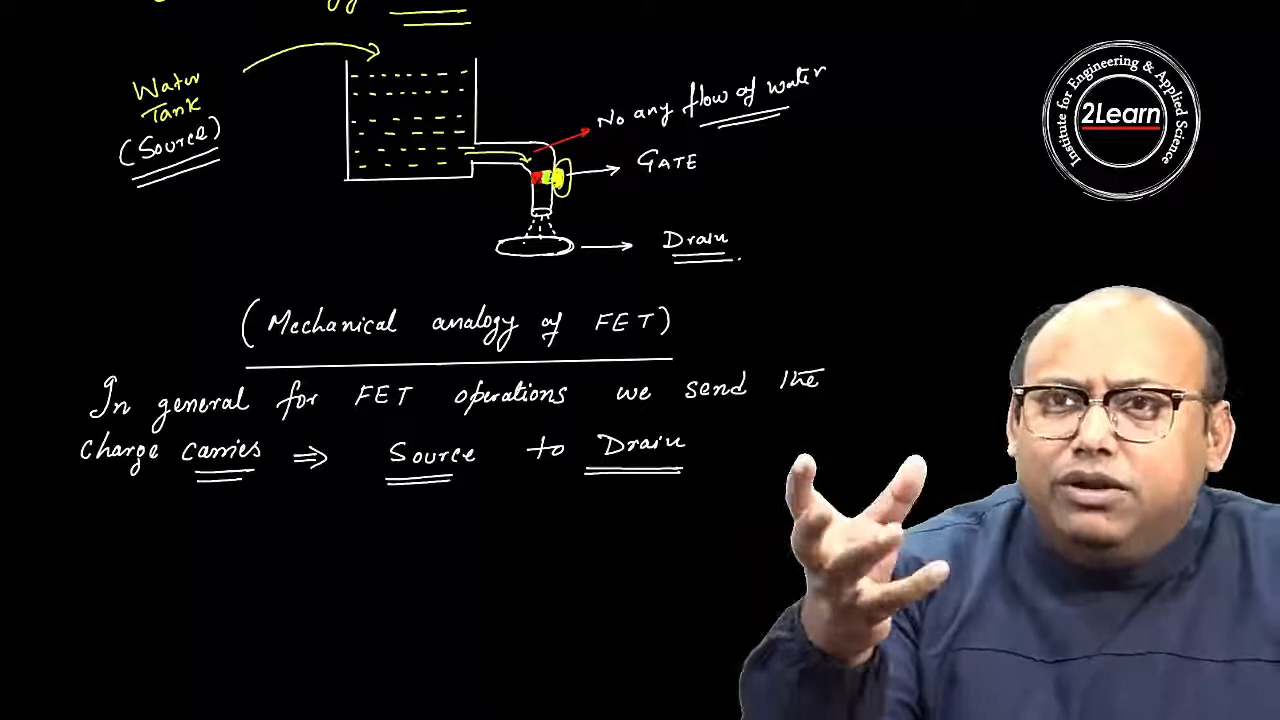 Water
Tank
(Source)
No any flow of water
GATE
Drain
(Mechanical analogy of FET)
In general for FET operations we send the
charge carries ⇒ Source to Drain
Institute for Engineering & Applied Science
2Learn